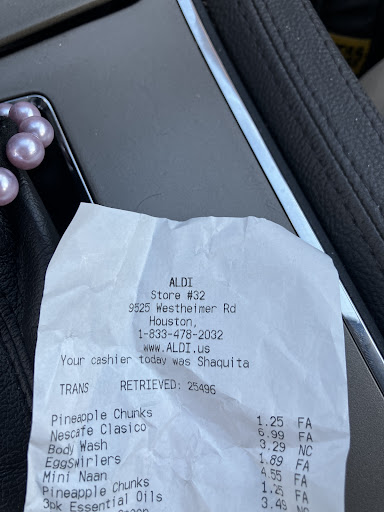 ALDI
Store #32
9525 Westheimer Rd
Houston,
1-833-478-2032
www.ALDI.us
Your cashier today was Shaquita
TRANS RETRIEVED: 25496
Pineapple Chunks 1.25 FA
Nescafe Clasico 6.99 FA
Body Wash 3.29 NC
EggSwirlers 1.89 FA
Mini Naan 4.55 FA
Pineapple Chunks 1.25 FA
3pk Essential Oils 3.49